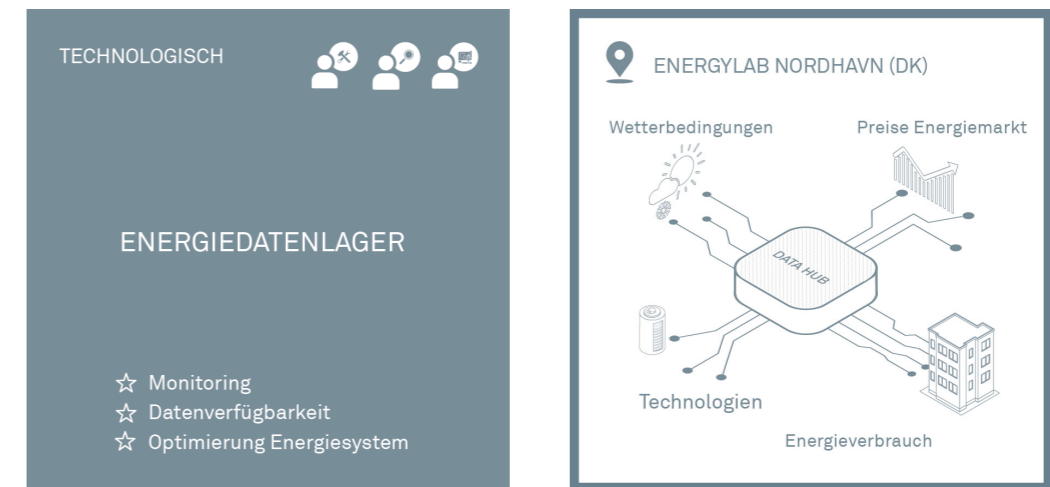 TECHNOLOGISCH
ENERGIEDATENLAGER
Monitoring
Datenverfügbarkeit
Optimierung Energiesystem
ENERGYLAB NORDHAVN (DK)
Wetterbedingungen
Preise Energiemarkt
DATA HUB
Technologien
Energieverbrauch